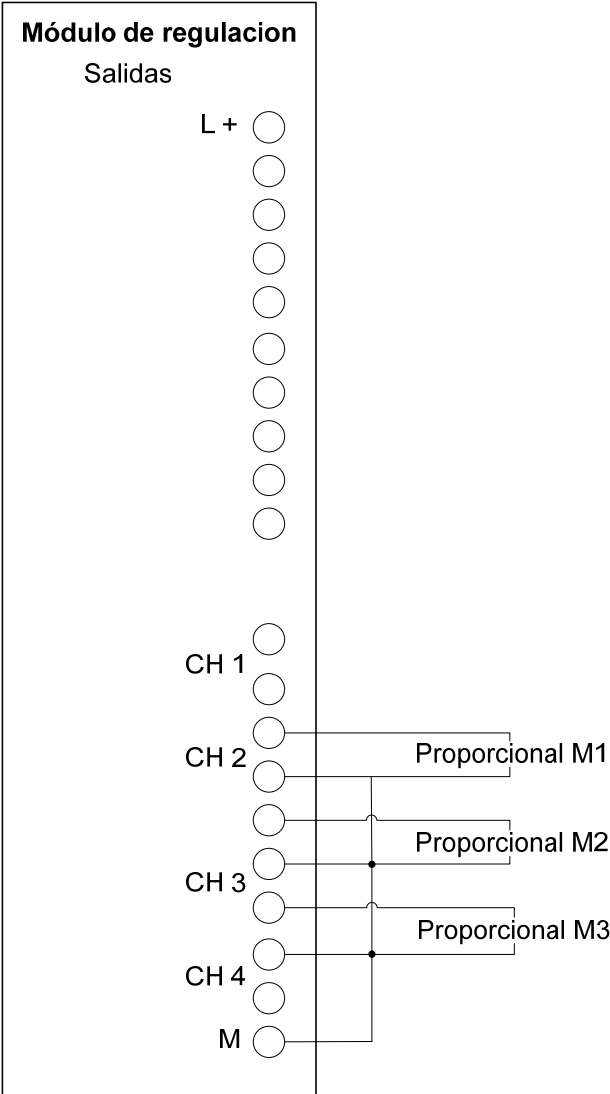 Módulo de regulacion
Salidas
L +
CH 1
CH 2
Proporcional M1
Proporcional M2
CH 3
Proporcional M3
CH 4
M